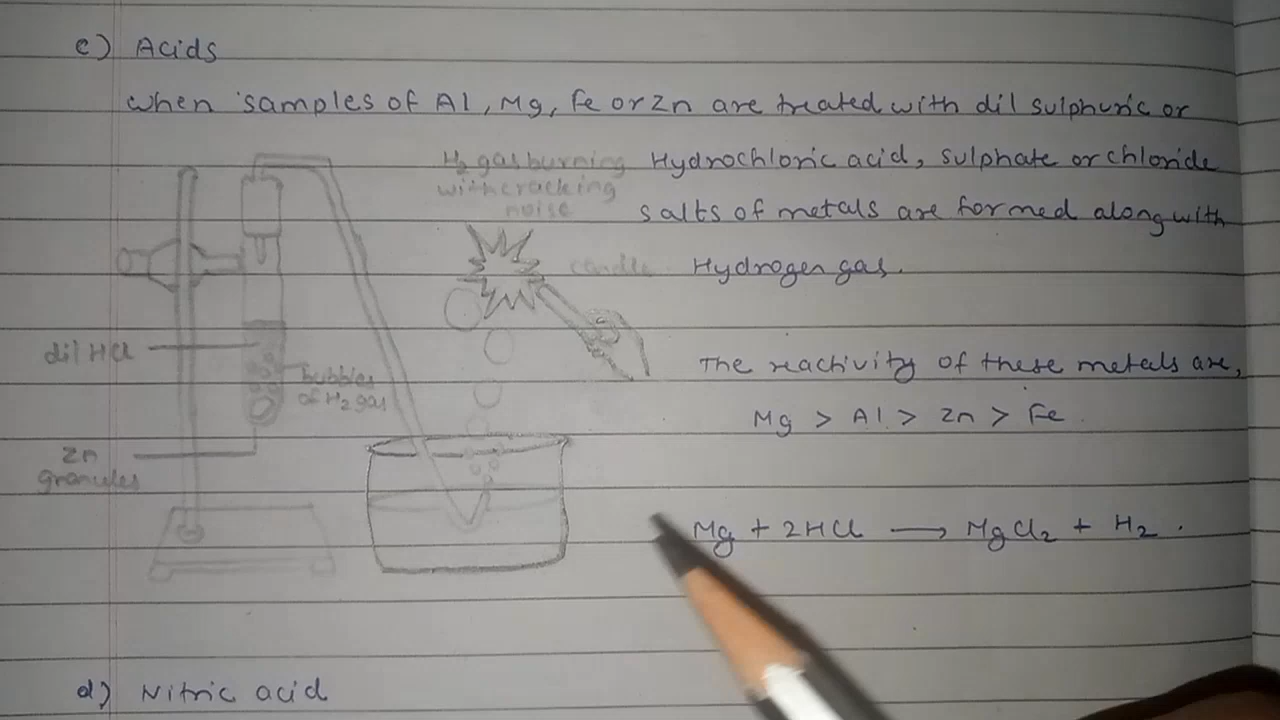 c) Acids
When samples of Al, Mg, Fe or Zn are treated with dil sulphuric or
Hydrochloric acid, sulphate or chloride
salts of metals are formed along with
Hydrogen gas.
H2 gas burning
with cracking
noise
candle
dil HCl
bubbles
of H2 gas
Zn
granules
The reactivity of these metals are,
Mg > Al > Zn > Fe
Mg + 2HCl ⟶ MgCl2 + H2.
d) Nitric acid